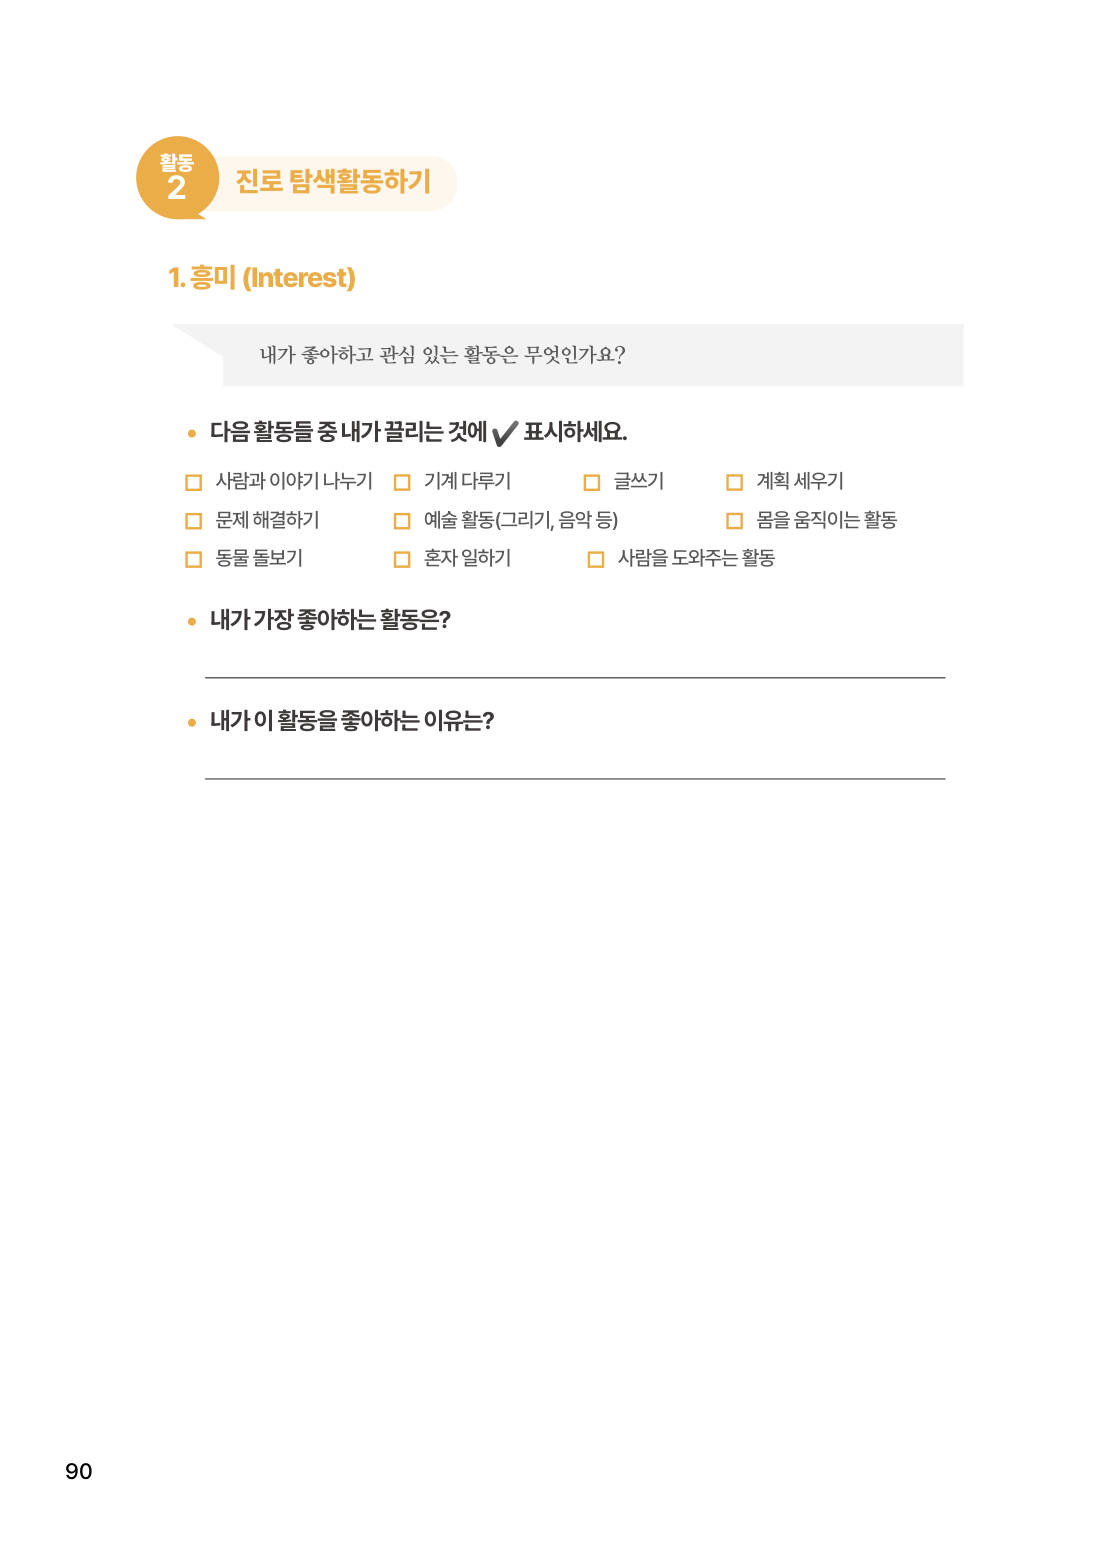 활동
2
진로 탐색활동하기
1. 흥미 (Interest)
내가 좋아하고 관심 있는 활동은 무엇인가요?
• 다음 활동들 중 내가 끌리는 것에 ✔ 표시하세요.
□ 사람과 이야기 나누기 □ 기계 다루기 □ 글쓰기 □ 계획 세우기
□ 문제 해결하기 □ 예술 활동(그리기, 음악 등) □ 몸을 움직이는 활동
□ 동물 돌보기 □ 혼자 일하기 □ 사람을 도와주는 활동
• 내가 가장 좋아하는 활동은?
• 내가 이 활동을 좋아하는 이유는?
90